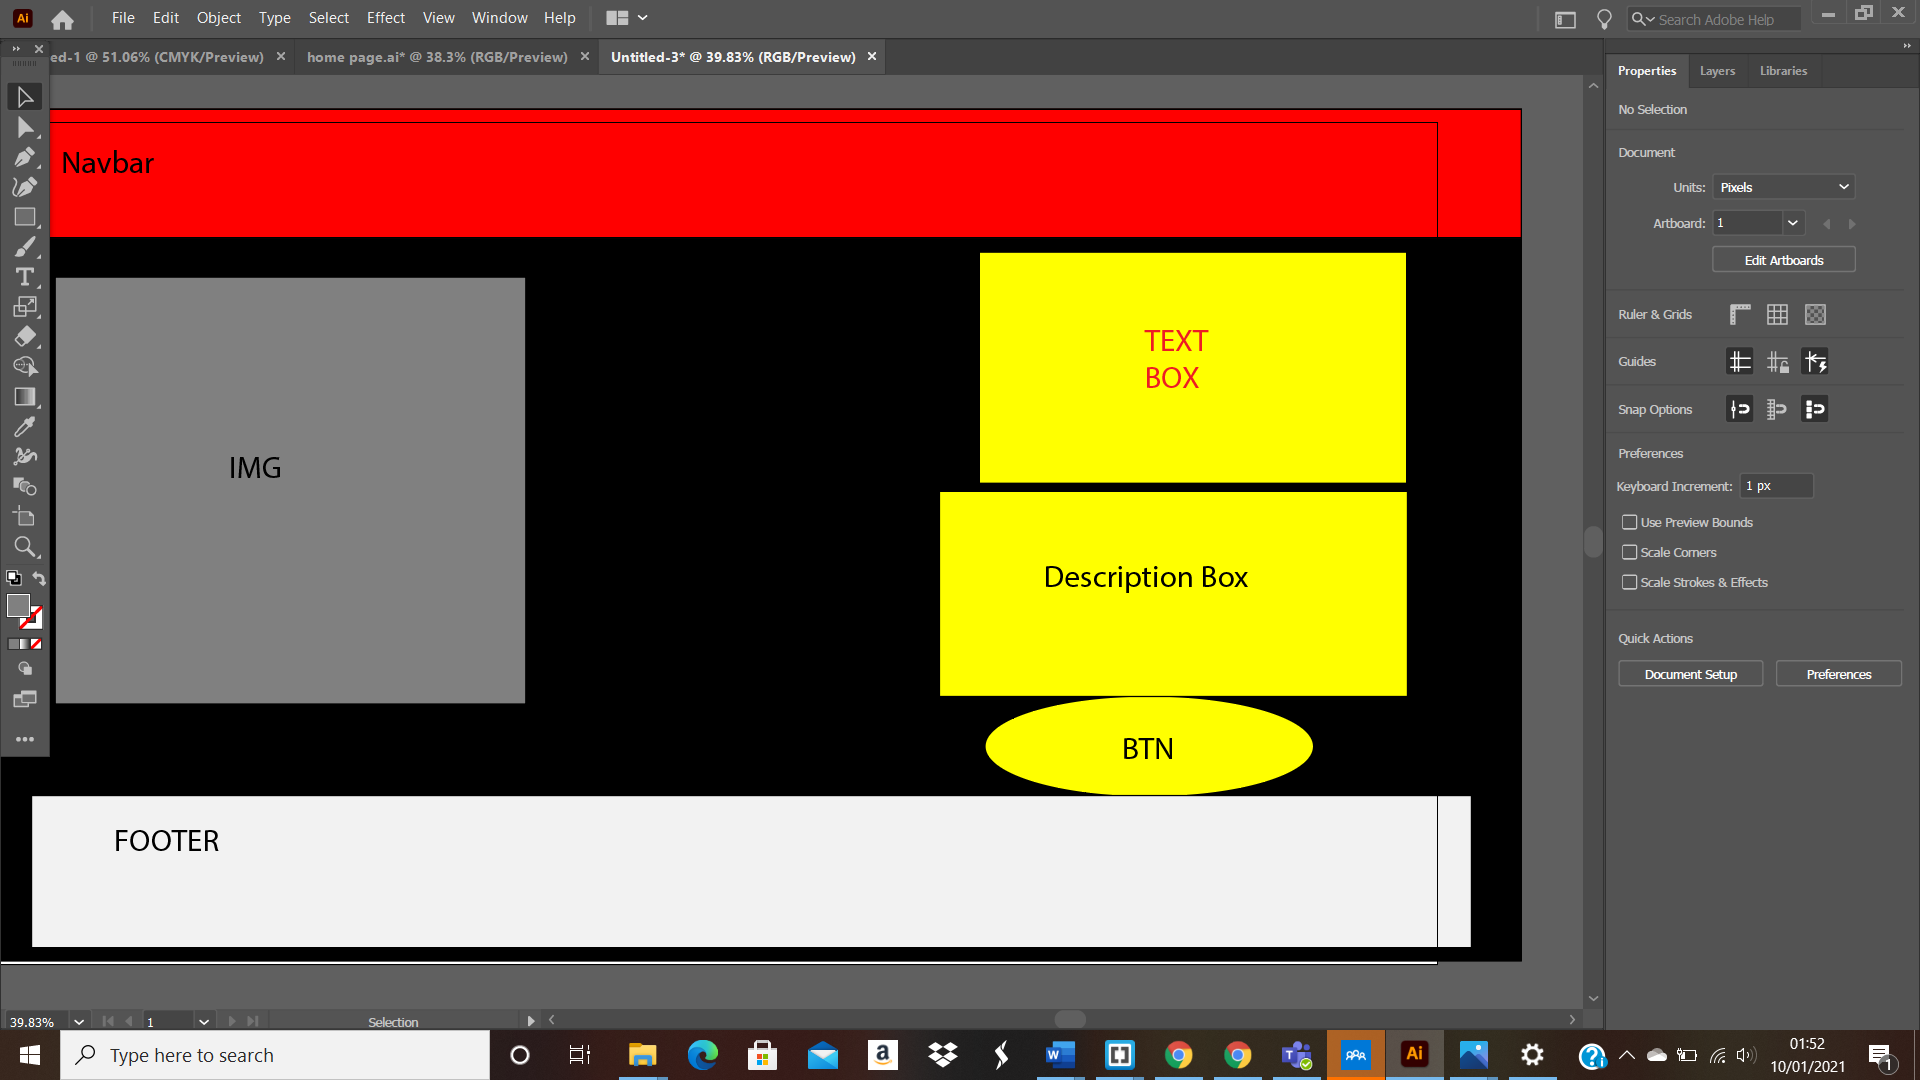 Ai File Edit Object Type Select Effect View Window Help Search Adobe Help
ed-1 @ 51.06% (CMYK/Preview) home page.ai* @ 38.3% (RGB/Preview) Untitled-3* @ 39.83% (RGB/Preview)
Properties Layers Libraries
No Selection
Document
Units: Pixels
Artboard: 1
Edit Artboards
Ruler & Grids
Guides
Snap Options
Preferences
Keyboard Increment: 1 px
Use Preview Bounds
Scale Corners
Scale Strokes & Effects
Quick Actions
Document Setup Preferences
Navbar
TEXT
BOX
IMG
Description Box
BTN
FOOTER
39.83% 1 Selection
Type here to search
Ai
01:52
10/01/2021
1